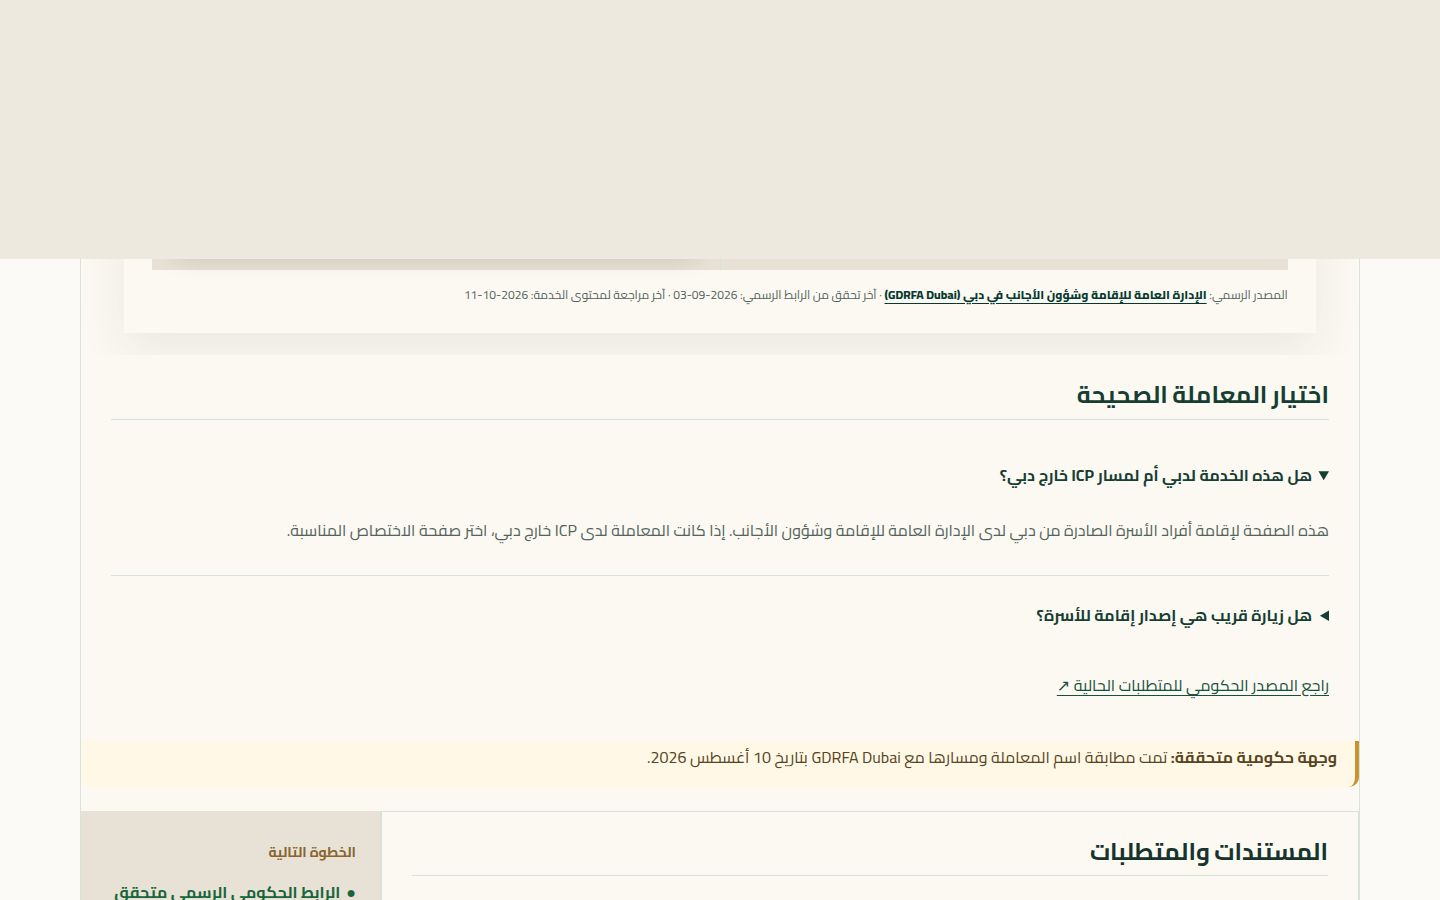 المصدر الرسمي: الإدارة العامة للإقامة وشؤون الأجانب في دبي (GDRFA Dubai) · آخر تحقق من الرابط الرسمي: 2026-09-03 · آخر مراجعة لمحتوى الخدمة: 2026-10-11
اختيار المعاملة الصحيحة
▼ هل هذه الخدمة لدبي أم لمسار ICP خارج دبي؟
هذه الصفحة لإقامة أفراد الأسرة الصادرة من دبي لدى الإدارة العامة للإقامة وشؤون الأجانب. إذا كانت المعاملة لدى ICP خارج دبي، اختر صفحة الاختصاص المناسبة.
◀ هل زيارة قريب هي إصدار إقامة للأسرة؟
راجع المصدر الحكومي للمتطلبات الحالية ↗
وجهة حكومية متحققة: تمت مطابقة اسم المعاملة ومسارها مع GDRFA Dubai بتاريخ 10 أغسطس 2026.
المستندات والمتطلبات
الخطوة التالية
● الرابط الحكومي الرسمي متحقق